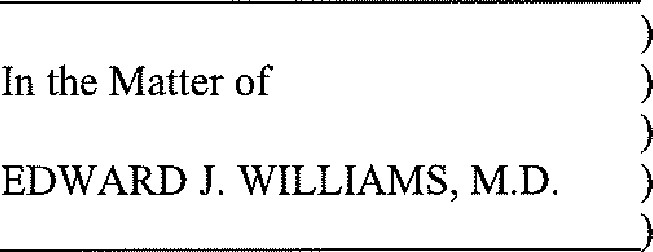 )
In the Matter of )
)
EDWARD J. WILLIAMS, M.D. )
)